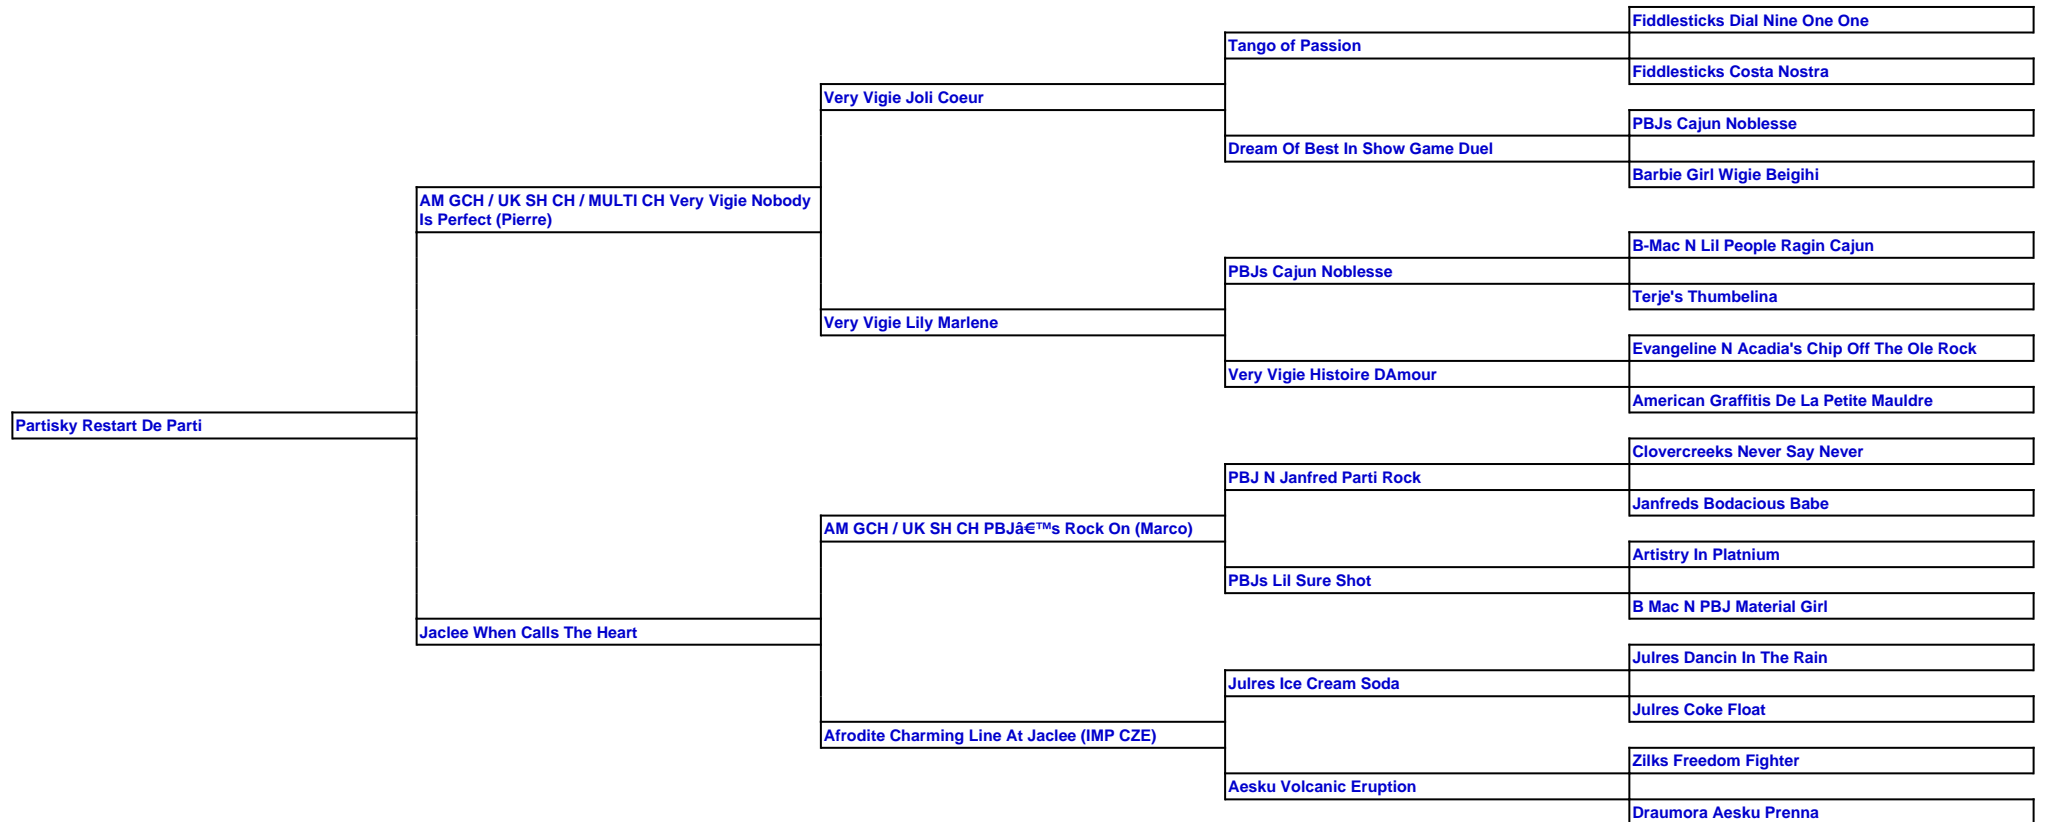 Fiddlesticks Dial Nine One One
Tango of Passion
Fiddlesticks Costa Nostra
Very Vigie Joli Coeur
PBJs Cajun Noblesse
Dream Of Best In Show Game Duel
Barbie Girl Wigie Beigihi
AM GCH / UK SH CH / MULTI CH Very Vigie Nobody
Is Perfect (Pierre)
B-Mac N Lil People Ragin Cajun
PBJs Cajun Noblesse
Terje's Thumbelina
Very Vigie Lily Marlene
Evangeline N Acadia's Chip Off The Ole Rock
Very Vigie Histoire DAmour
American Graffitis De La Petite Mauldre
Partisky Restart De Parti
Clovercreeks Never Say Never
PBJ N Janfred Parti Rock
Janfreds Bodacious Babe
AM GCH / UK SH CH PBJâ€™s Rock On (Marco)
Artistry In Platnium
PBJs Lil Sure Shot
B Mac N PBJ Material Girl
Jaclee When Calls The Heart
Julres Dancin In The Rain
Julres Ice Cream Soda
Julres Coke Float
Afrodite Charming Line At Jaclee (IMP CZE)
Zilks Freedom Fighter
Aesku Volcanic Eruption
Draumora Aesku Prenna